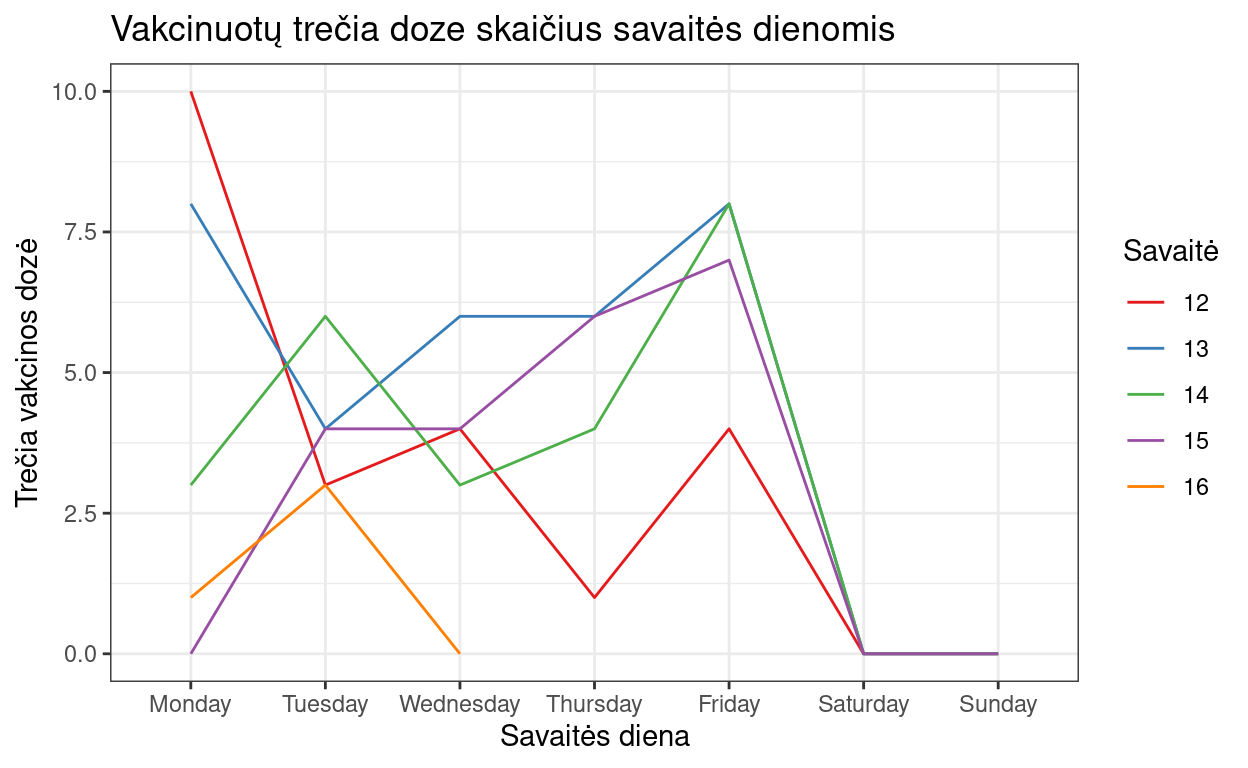 Vakcinuotų trečia doze skaičius savaitės dienomis
Trečia vakcinos dozė
10.0
7.5
5.0
2.5
0.0
Monday Tuesday Wednesday Thursday Friday Saturday Sunday
Savaitės diena
Savaitė
12
13
14
15
16